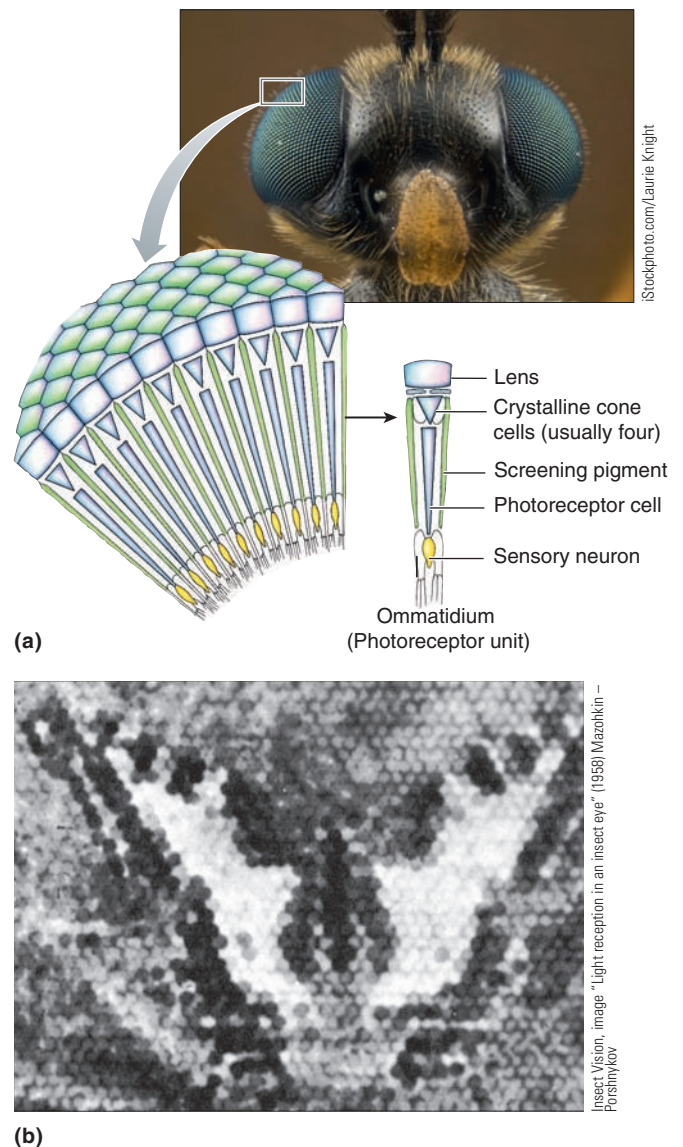 iStockphoto.com/Laurie Knight
Lens
Crystalline cone
cells (usually four)
Screening pigment
Photoreceptor cell
Sensory neuron
Ommatidium
(Photoreceptor unit)
(a)
Insect Vision, image “Light reception in an insect eye” (1958) Mazohkin –
Porshnykov
(b)